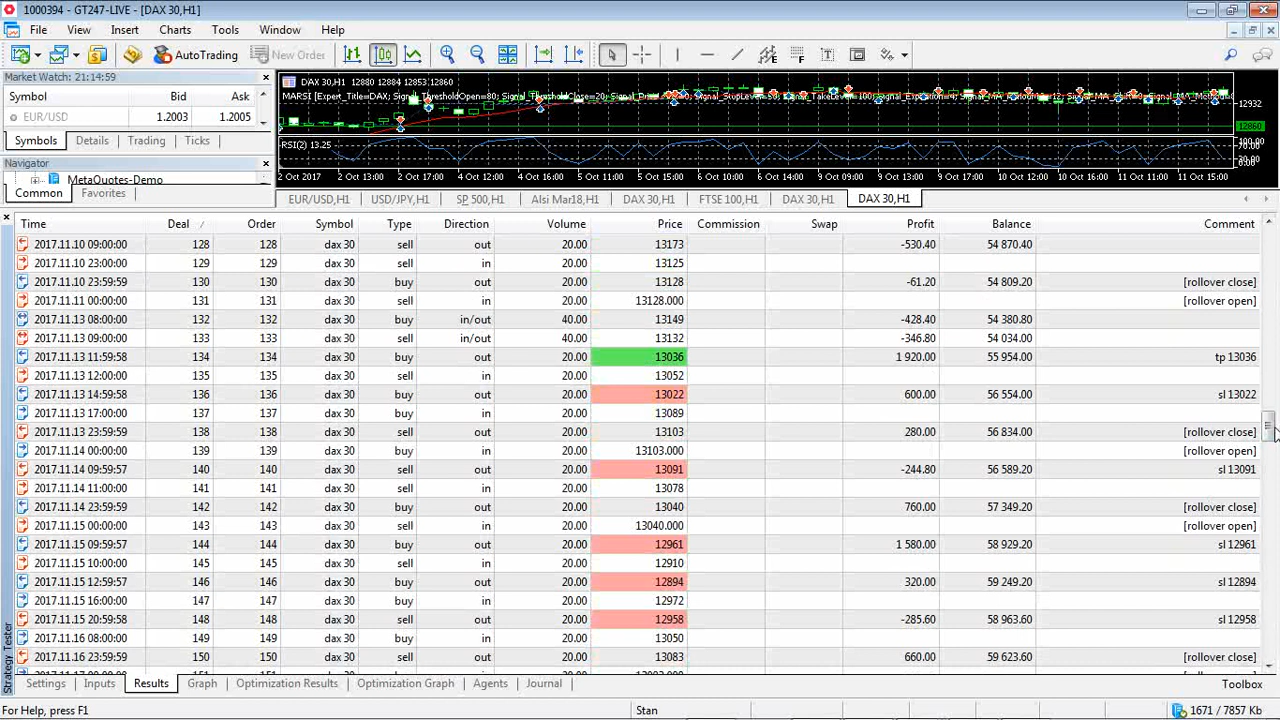 1000394 - GT247-LIVE - [DAX 30,H1]
File View Insert Charts Tools Window Help
AutoTrading New Order
Market Watch: 21:14:59
Symbol Bid Ask
EUR/USD 1.2003 1.2005
Symbols Details Trading Ticks
Navigator
MetaQuotes-Demo
Common Favorites
DAX 30,H1 12880 12884 12853 12860
12932
12860
RSI(2) 13.25
2 Oct 2017 2 Oct 13:00 2 Oct 17:00 4 Oct 12:00 4 Oct 16:00 5 Oct 11:00 5 Oct 15:00 6 Oct 10:00 6 Oct 14:00 9 Oct 09:00 9 Oct 13:00 9 Oct 17:00 10 Oct 12:00 10 Oct 16:00 11 Oct 11:00 11 Oct 15:00
EUR/USD,H1 USD/JPY,H1 SP 500,H1 Alsi Mar18,H1 DAX 30,H1 FTSE 100,H1 DAX 30,H1 DAX 30,H1
Time Deal Order Symbol Type Direction Volume Price Commission Swap Profit Balance Comment
2017.11.10 09:00:00 128 128 dax 30 sell out 20.00 13173 -530.40 54 870.40
2017.11.10 23:00:00 129 129 dax 30 sell in 20.00 13125
2017.11.10 23:59:59 130 130 dax 30 buy out 20.00 13128 -61.20 54 809.20 [rollover close]
2017.11.11 00:00:00 131 131 dax 30 sell in 20.00 13128.000 [rollover open]
2017.11.13 08:00:00 132 132 dax 30 buy in/out 40.00 13149 -428.40 54 380.80
2017.11.13 09:00:00 133 133 dax 30 sell in/out 40.00 13132 -346.80 54 034.00
2017.11.13 11:59:58 134 134 dax 30 buy out 20.00 13036 1 920.00 55 954.00 tp 13036
2017.11.13 12:00:00 135 135 dax 30 sell in 20.00 13052
2017.11.13 14:59:58 136 136 dax 30 buy out 20.00 13022 600.00 56 554.00 sl 13022
2017.11.13 17:00:00 137 137 dax 30 buy in 20.00 13089
2017.11.13 23:59:59 138 138 dax 30 sell out 20.00 13103 280.00 56 834.00 [rollover close]
2017.11.14 00:00:00 139 139 dax 30 buy in 20.00 13103.000 [rollover open]
2017.11.14 09:59:57 140 140 dax 30 sell out 20.00 13091 -244.80 56 589.20 sl 13091
2017.11.14 11:00:00 141 141 dax 30 sell in 20.00 13078
2017.11.14 23:59:59 142 142 dax 30 buy out 20.00 13040 760.00 57 349.20 [rollover close]
2017.11.15 00:00:00 143 143 dax 30 sell in 20.00 13040.000 [rollover open]
2017.11.15 09:59:57 144 144 dax 30 buy out 20.00 12961 1 580.00 58 929.20 sl 12961
2017.11.15 10:00:00 145 145 dax 30 sell in 20.00 12910
2017.11.15 12:59:57 146 146 dax 30 buy out 20.00 12894 320.00 59 249.20 sl 12894
2017.11.15 16:00:00 147 147 dax 30 buy in 20.00 12972
2017.11.15 20:59:58 148 148 dax 30 sell out 20.00 12958 -285.60 58 963.60 sl 12958
2017.11.16 08:00:00 149 149 dax 30 buy in 20.00 13050
2017.11.16 23:59:59 150 150 dax 30 sell out 20.00 13083 660.00 59 623.60 [rollover close]
Strategy Tester
Settings Inputs Results Graph Optimization Results Optimization Graph Agents Journal Toolbox
For Help, press F1 Stan 1671 / 7857 Kb